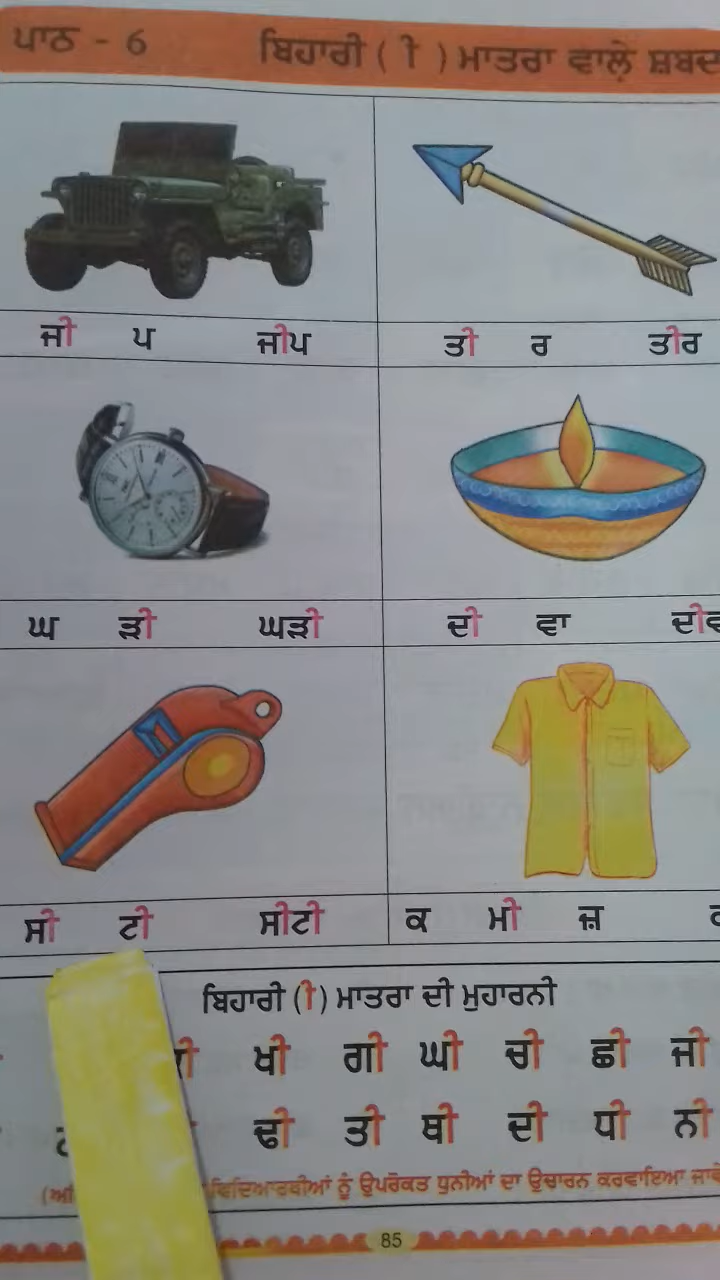 ਪਾਠ - 6 ਬਿਹਾਰੀ ( ੀ ) ਮਾਤਰਾ ਵਾਲ਼ੇ ਸ਼ਬਦ
ਜੀ ਪ ਜੀਪ ਤੀ ਰ ਤੀਰ
ਘ ੜੀ ਘੜੀ ਦੀ ਵਾ
ਸੀ ਟੀ ਸੀਟੀ ਕ ਮੀ ਜ਼
ਬਿਹਾਰੀ (ੀ) ਮਾਤਰਾ ਦੀ ਮੁਹਾਰਨੀ
ਖੀ ਗੀ ਘੀ ਚੀ ਛੀ ਜੀ
ਢੀ ਤੀ ਥੀ ਦੀ ਧੀ ਨੀ
ਵਿਦਿਆਰਥੀਆਂ ਨੂੰ ਉਪਰੋਕਤ ਧੁਨੀਆਂ ਦਾ ਉਚਾਰਨ ਕਰਵਾਇਆ ਜਾਵੇ
85